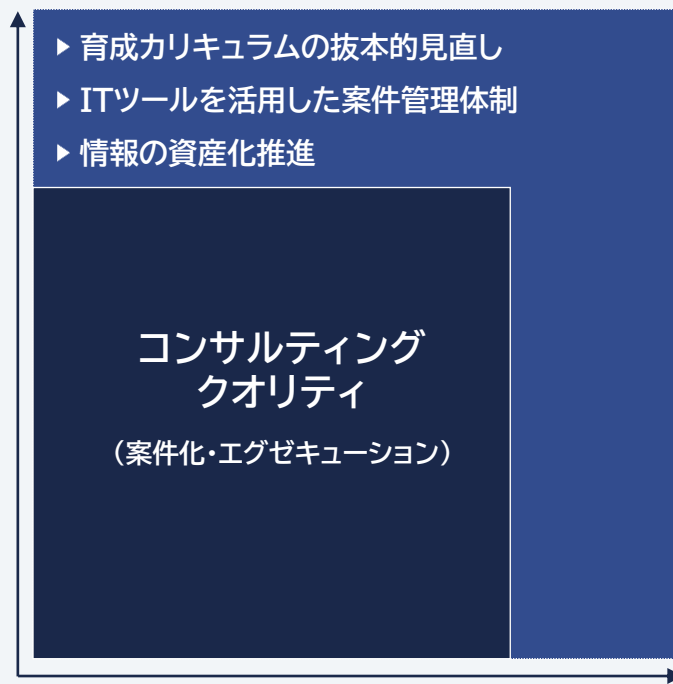 ▶ 育成カリキュラムの抜本的見直し
▶ ITツールを活用した案件管理体制
▶ 情報の資産化推進
コンサルティング
クオリティ
（案件化・エグゼキューション）